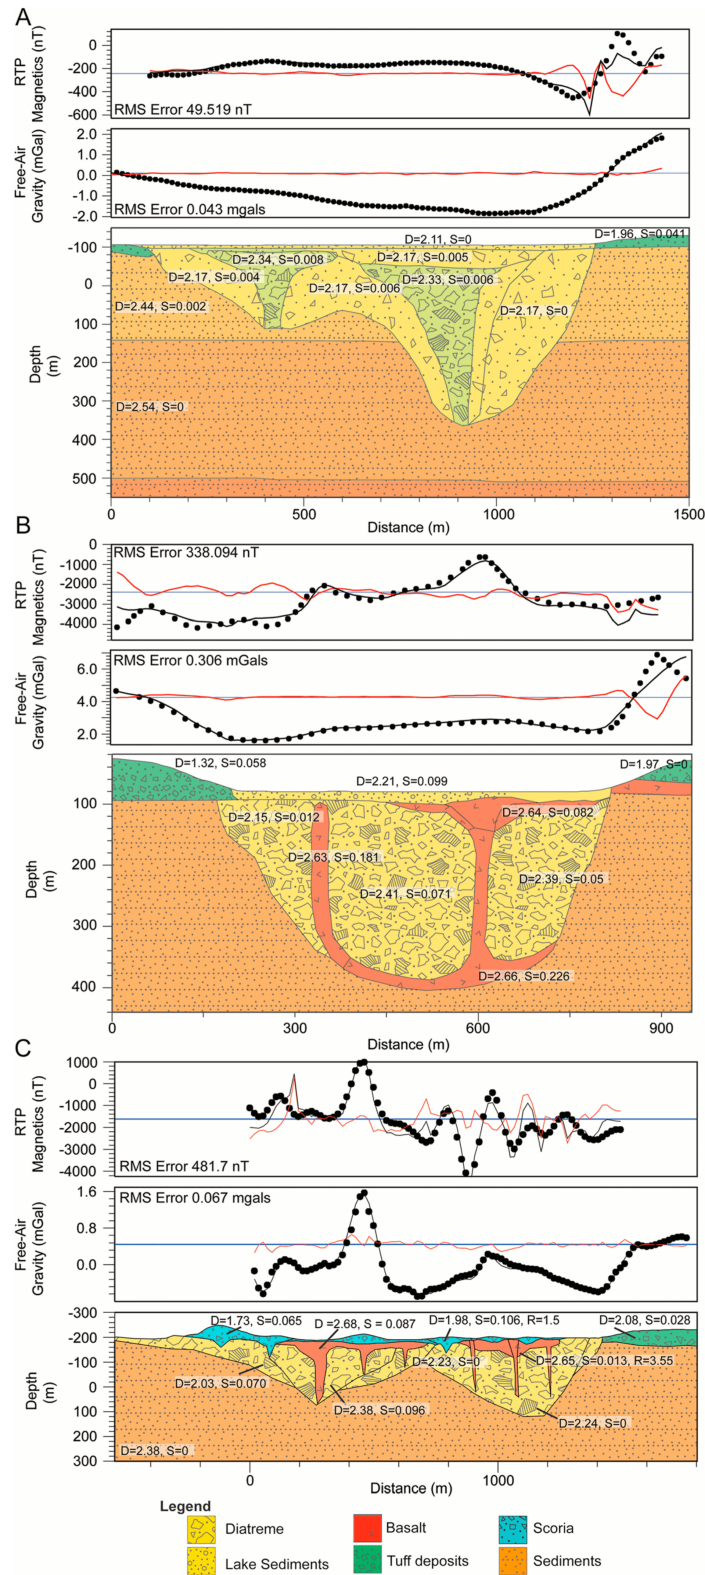 A
RTP
Magnetics (nT)
0
-200
-400
-600
RMS Error 49.519 nT
Free-Air
Gravity (mGal)
2.0
1.0
0.0
-1.0
-2.0
RMS Error 0.043 mgals
Depth
(m)
-100
0
100
200
300
400
500
D=2.11, S=0
D=1.96, S=0.041
D=2.34, S=0.008
D=2.17, S=0.005
D=2.17, S=0.004
D=2.33, S=0.006
D=2.17, S=0.006
D=2.44, S=0.002
D=2.17, S=0
D=2.54, S=0
0
500
1000
1500
Distance (m)
B
RTP
Magnetics (nT)
0
-1000
-2000
-3000
-4000
RMS Error 338.094 nT
Free-Air
Gravity (mGal)
6.0
4.0
2.0
RMS Error 0.306 mGals
Depth
(m)
100
200
300
400
D=1.32, S=0.058
D=1.97, S=0
D=2.21, S=0.099
D=2.15, S=0.012
D=2.64, S=0.082
D=2.63, S=0.181
D=2.41, S=0.071
D=2.39, S=0.05
D=2.66, S=0.226
0
300
600
900
Distance (m)
C
RTP
Magnetics (nT)
1000
0
-1000
-2000
-3000
-4000
RMS Error 481.7 nT
Free-Air
Gravity (mGal)
1.6
0.8
0.0
RMS Error 0.067 mgals
Depth
(m)
-300
-200
-100
0
100
200
300
D=1.73, S=0.065
D=2.68, S = 0.087
D=1.98, S=0.106, R=1.5
D=2.08, S=0.028
D=2.23, S=0
D=2.65, S=0.013, R=3.55
D=2.03, S=0.070
D=2.38, S=0.096
D=2.24, S=0
D=2.38, S=0
0
1000
Distance (m)
Legend
Diatreme
Basalt
Scoria
Lake Sediments
Tuff deposits
Sediments